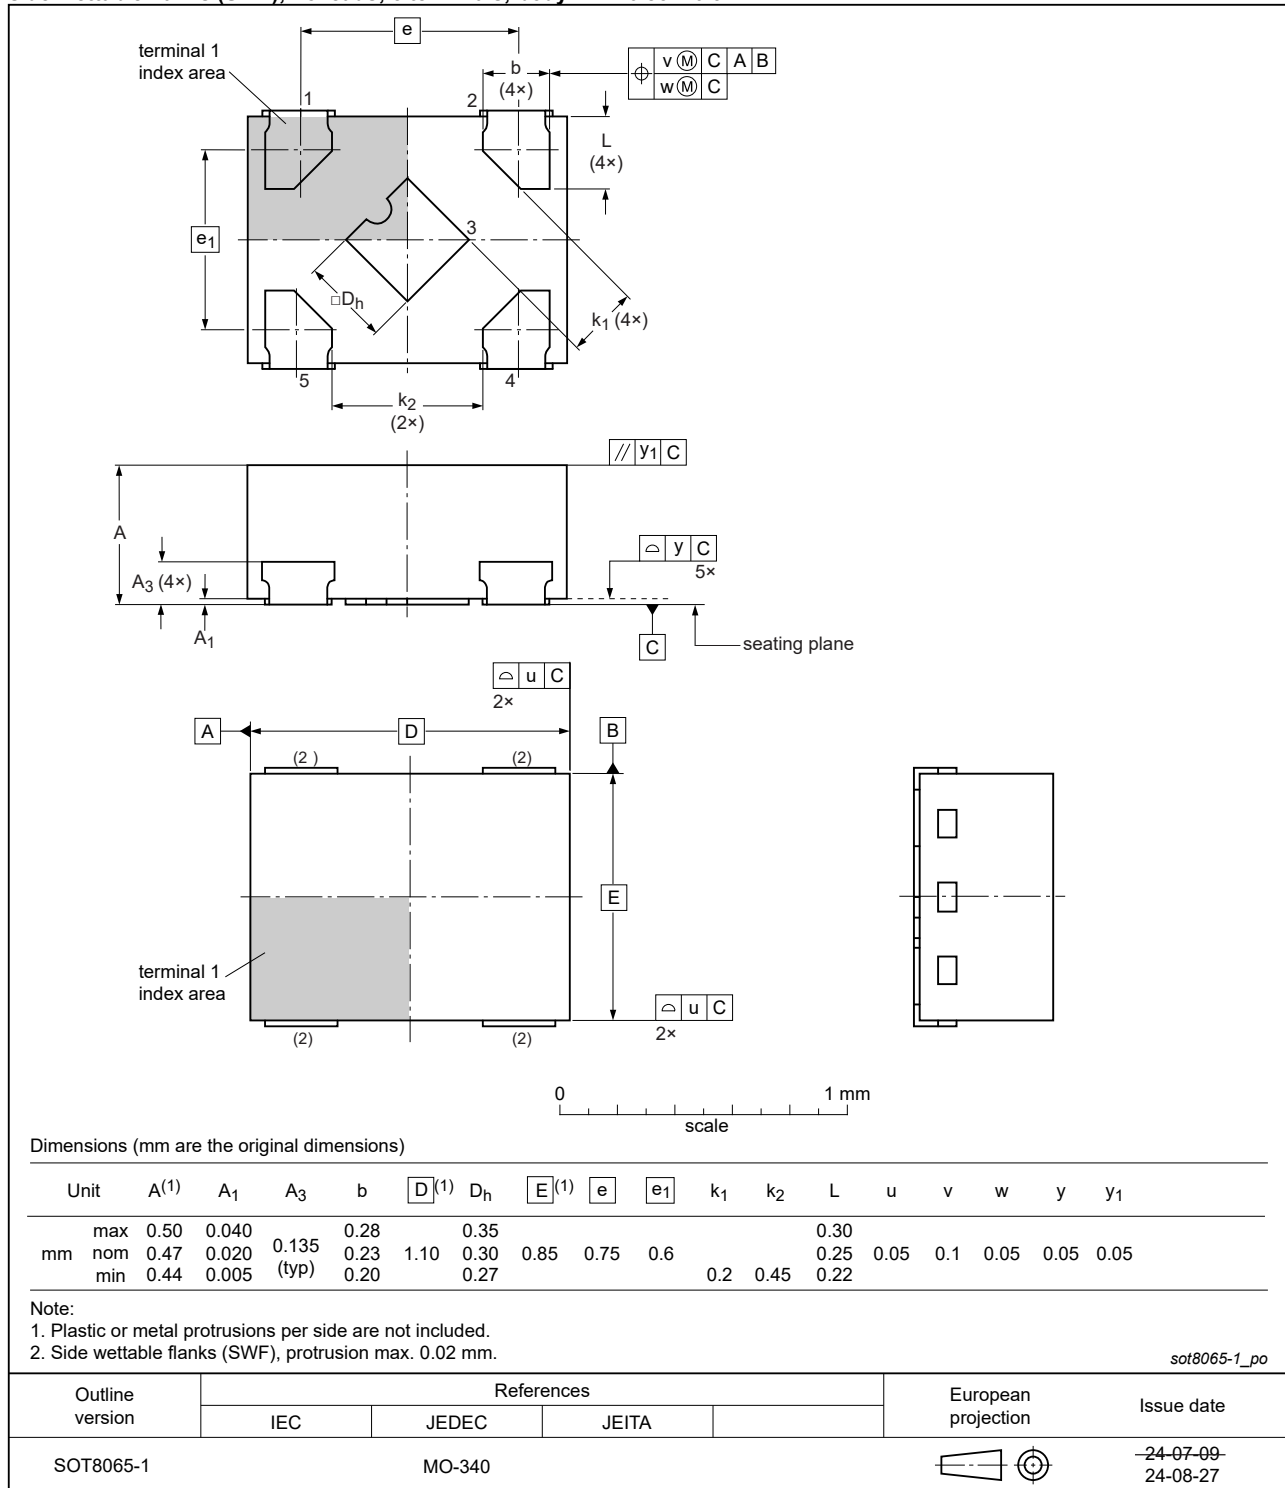 e
terminal 1
index area
b
(4×)
v Ⓜ C A B
w Ⓜ C
1
2
L
(4×)
e1
3
□Dh
k1 (4×)
5
4
k2
(2×)
// y1 C
A
A3 (4×)
A1
y C
5×
C
seating plane
u C
2×
A
D
B
(2 )
(2)
E
terminal 1
index area
u C
2×
(2)
(2)
0
1 mm
scale
Dimensions (mm are the original dimensions)
Unit A(1) A1 A3 b D(1) Dh E(1) e e1 k1 k2 L u v w y y1
max 0.50 0.040 0.28 0.35 0.30
mm nom 0.47 0.020 0.135 (typ) 0.23 1.10 0.30 0.85 0.75 0.6 0.25 0.05 0.1 0.05 0.05 0.05
min 0.44 0.005 0.20 0.27 0.2 0.45 0.22
Note:
1. Plastic or metal protrusions per side are not included.
2. Side wettable flanks (SWF), protrusion max. 0.02 mm.
sot8065-1_po
Outline
version
References
European
projection
Issue date
IEC
JEDEC
JEITA
SOT8065-1
MO-340
24-07-09
24-08-27